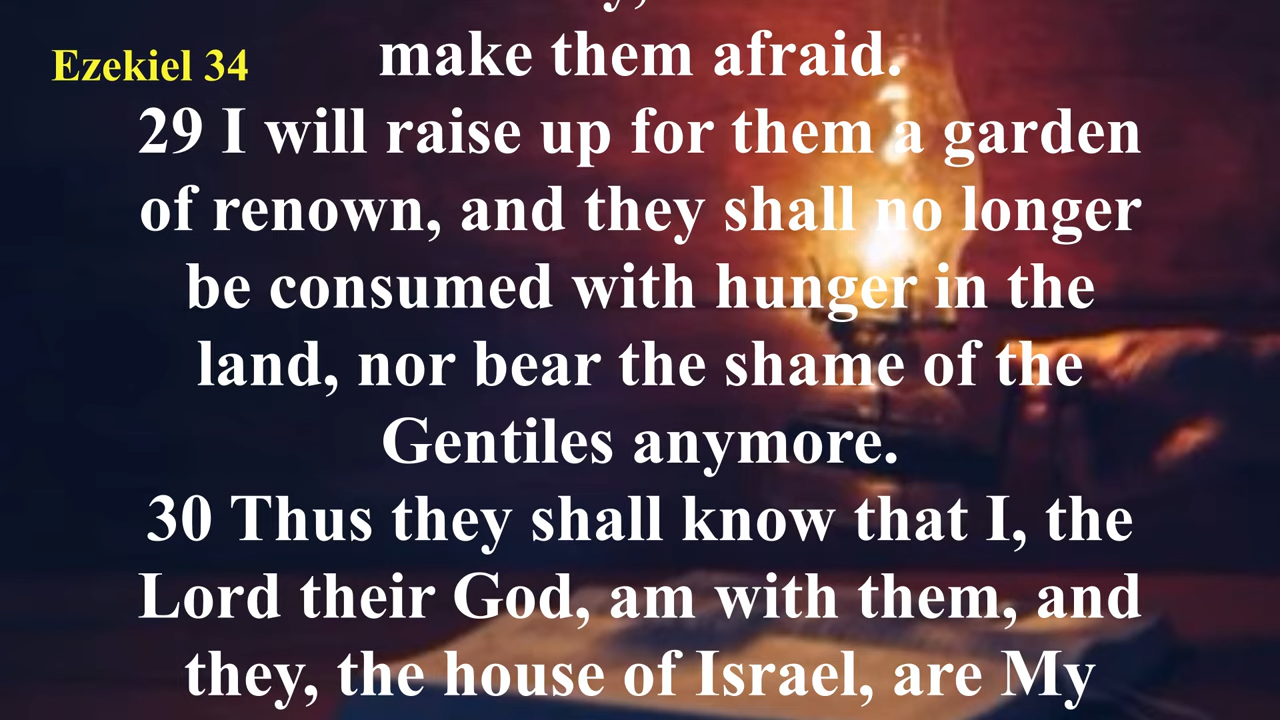 Ezekiel 34
make them afraid.
29 I will raise up for them a garden
of renown, and they shall no longer
be consumed with hunger in the
land, nor bear the shame of the
Gentiles anymore.
30 Thus they shall know that I, the
Lord their God, am with them, and
they, the house of Israel, are My